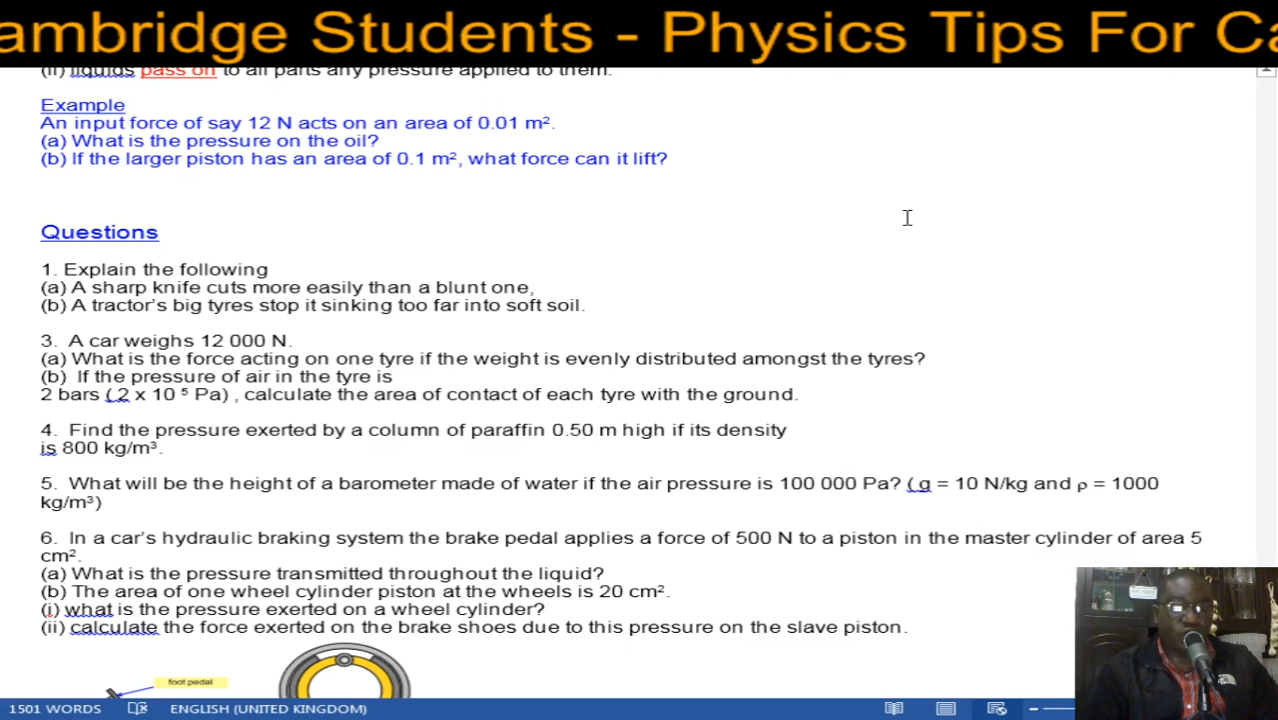 ambridge Students - Physics Tips For Ca
(ii) liquids pass on to all parts any pressure applied to them.
Example
An input force of say 12 N acts on an area of 0.01 m².
(a) What is the pressure on the oil?
(b) If the larger piston has an area of 0.1 m², what force can it lift?
Questions
1. Explain the following
(a) A sharp knife cuts more easily than a blunt one,
(b) A tractor's big tyres stop it sinking too far into soft soil.
3.  A car weighs 12 000 N.
(a) What is the force acting on one tyre if the weight is evenly distributed amongst the tyres?
(b)  If the pressure of air in the tyre is
2 bars ( 2 x 10 ⁵ Pa) , calculate the area of contact of each tyre with the ground.
4.  Find the pressure exerted by a column of paraffin 0.50 m high if its density
is 800 kg/m³.
5.  What will be the height of a barometer made of water if the air pressure is 100 000 Pa? ( g = 10 N/kg and ρ = 1000
kg/m³)
6.  In a car's hydraulic braking system the brake pedal applies a force of 500 N to a piston in the master cylinder of area 5
cm².
(a) What is the pressure transmitted throughout the liquid?
(b) The area of one wheel cylinder piston at the wheels is 20 cm².
(i) what is the pressure exerted on a wheel cylinder?
(ii) calculate the force exerted on the brake shoes due to this pressure on the slave piston.
foot pedal
1501 WORDS ENGLISH (UNITED KINGDOM)